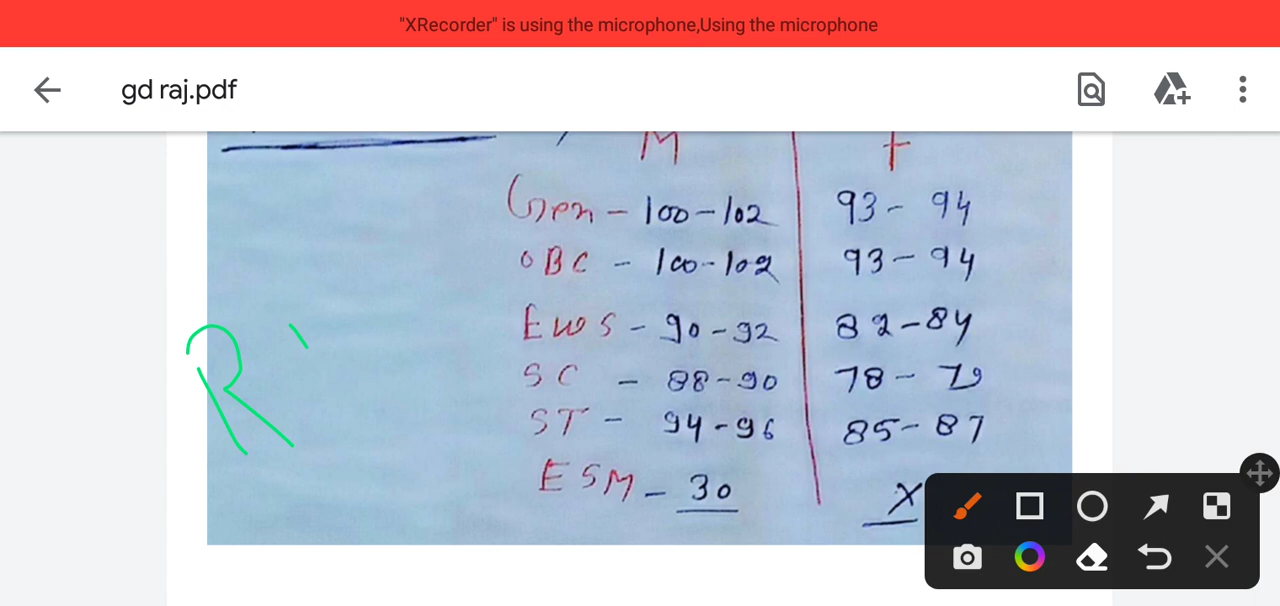 "XRecorder" is using the microphone,Using the microphone
gd raj.pdf
M F
Gen - 100-102 93- 94
OBC - 100-102 93-94
EWS - 90-92 82-84
SC - 88-90 78- 79
ST - 94-96 85-87
ESM - 30 X
R